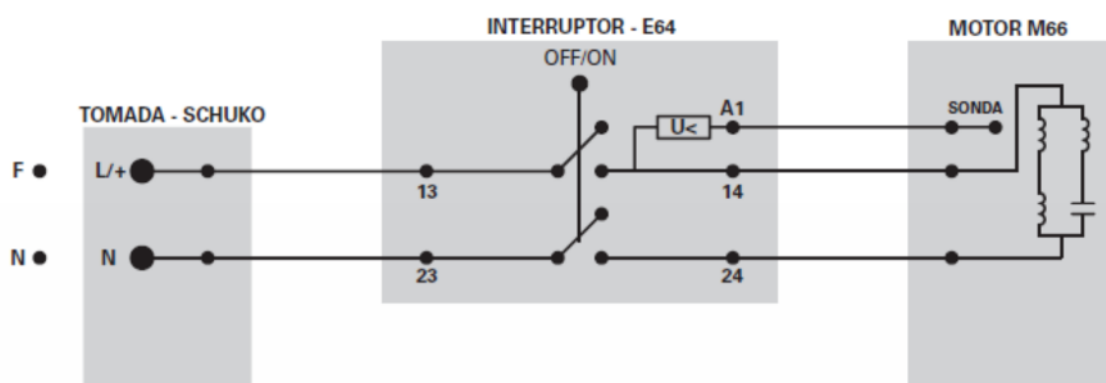 INTERRUPTOR - E64
MOTOR M66
OFF/ON
TOMADA - SCHUKO
A1
SONDA
U<
F
L/+
13
14
N
N
23
24